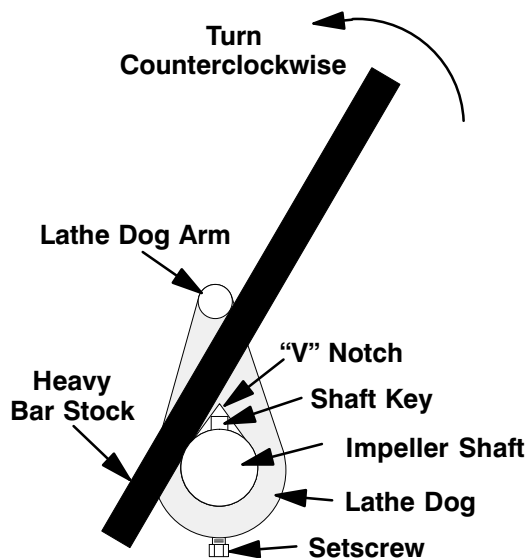 Turn
Counterclockwise
Lathe Dog Arm
“V” Notch
Heavy
Bar Stock
Shaft Key
Impeller Shaft
Lathe Dog
Setscrew